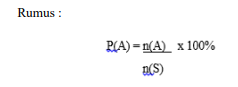 Rumus :
P(A) = n(A) x 100%
n(S)